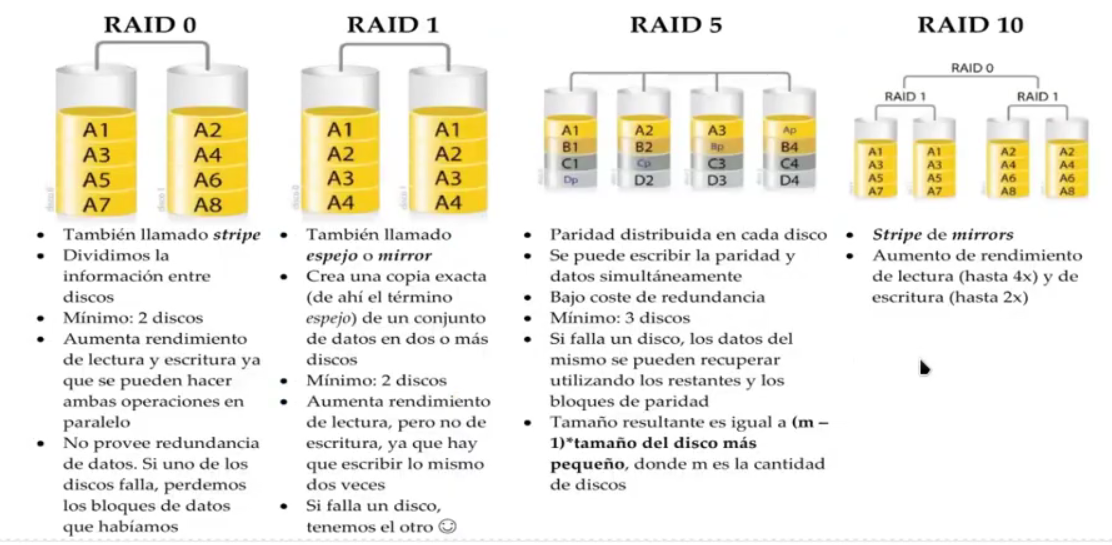 RAID 0
A1
A3
A5
A7
A2
A4
A6
A8
• También llamado stripe
• Dividimos la
información entre
discos
• Mínimo: 2 discos
• Aumenta rendimiento
de lectura y escritura ya
que se pueden hacer
ambas operaciones en
paralelo
• No provee redundancia
de datos. Si uno de los
discos falla, perdemos
los bloques de datos
que habíamos
RAID 1
A1
A2
A3
A4
A1
A2
A3
A4
• También llamado
espejo o mirror
• Crea una copia exacta
(de ahí el término
espejo) de un conjunto
de datos en dos o más
discos
• Mínimo: 2 discos
• Aumenta rendimiento
de lectura, pero no de
escritura, ya que hay
que escribir lo mismo
dos veces
• Si falla un disco,
tenemos el otro ☺
RAID 5
A1
B1
C1
Dp
A2
B2
Cp
D2
A3
Bp
C3
D3
Ap
B4
C4
D4
• Paridad distribuida en cada disco
• Se puede escribir la paridad y
datos simultáneamente
• Bajo coste de redundancia
• Mínimo: 3 discos
• Si falla un disco, los datos del
mismo se pueden recuperar
utilizando los restantes y los
bloques de paridad
• Tamaño resultante es igual a (m –
1)*tamaño del disco más
pequeño, donde m es la cantidad
de discos
RAID 10
RAID 0
RAID 1
RAID 1
A1
A3
A5
A7
A1
A3
A5
A7
A2
A4
A6
A8
A2
A4
A6
A8
• Stripe de mirrors
• Aumento de rendimiento
de lectura (hasta 4x) y de
escritura (hasta 2x)